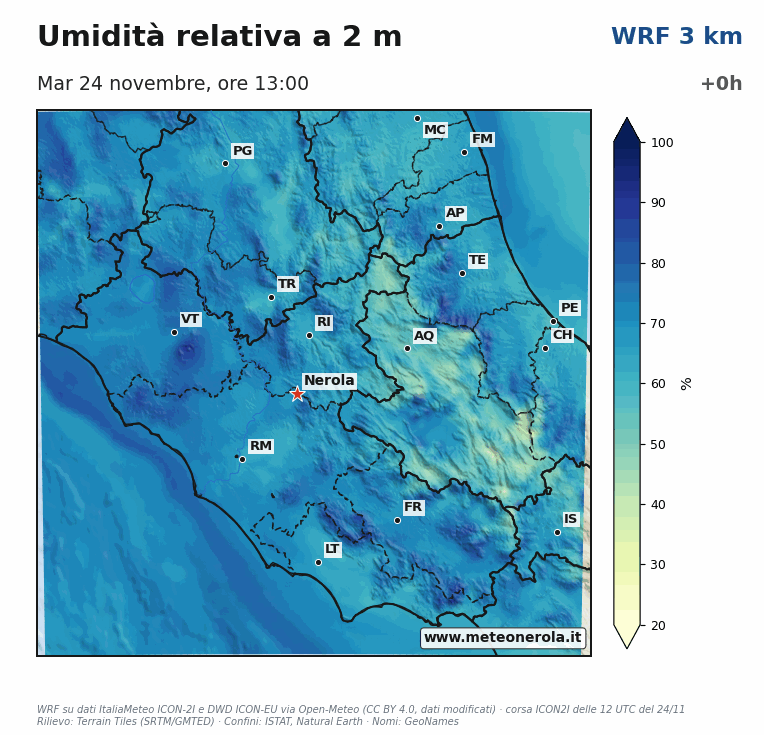 Umidità relativa a 2 m
WRF 3 km
Mar 24 novembre, ore 13:00
+0h
MC
FM
PG
AP
TE
TR
PE
VT
RI
CH
AQ
Nerola
RM
FR
IS
LT
www.meteonerola.it
100
90
80
70
60
50
40
30
20
%
WRF su dati ItaliaMeteo ICON-2I e DWD ICON-EU via Open-Meteo (CC BY 4.0, dati modificati) · corsa ICON2I delle 12 UTC del 24/11
Rilievo: Terrain Tiles (SRTM/GMTED) · Confini: ISTAT, Natural Earth · Nomi: GeoNames